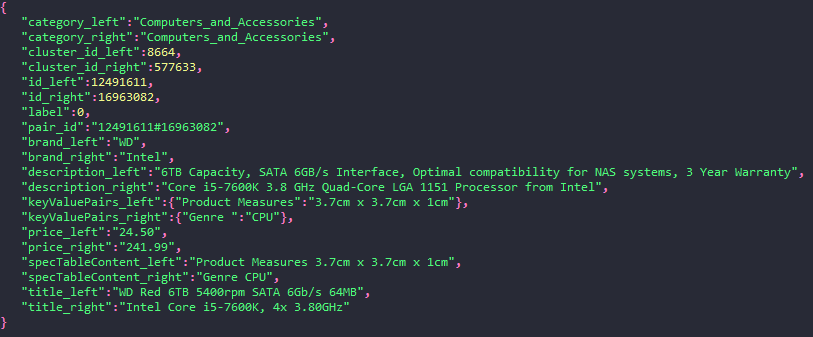 {
"category_left":"Computers_and_Accessories",
"category_right":"Computers_and_Accessories",
"cluster_id_left":8664,
"cluster_id_right":577633,
"id_left":12491611,
"id_right":16963082,
"label":0,
"pair_id":"12491611#16963082",
"brand_left":"WD",
"brand_right":"Intel",
"description_left":"6TB Capacity, SATA 6GB/s Interface, Optimal compatibility for NAS systems, 3 Year Warranty",
"description_right":"Core i5-7600K 3.8 GHz Quad-Core LGA 1151 Processor from Intel",
"keyValuePairs_left":{"Product Measures":"3.7cm x 3.7cm x 1cm"},
"keyValuePairs_right":{"Genre ":"CPU"},
"price_left":"24.50",
"price_right":"241.99",
"specTableContent_left":"Product Measures 3.7cm x 3.7cm x 1cm",
"specTableContent_right":"Genre CPU",
"title_left":"WD Red 6TB 5400rpm SATA 6Gb/s 64MB",
"title_right":"Intel Core i5-7600K, 4x 3.80GHz"
}